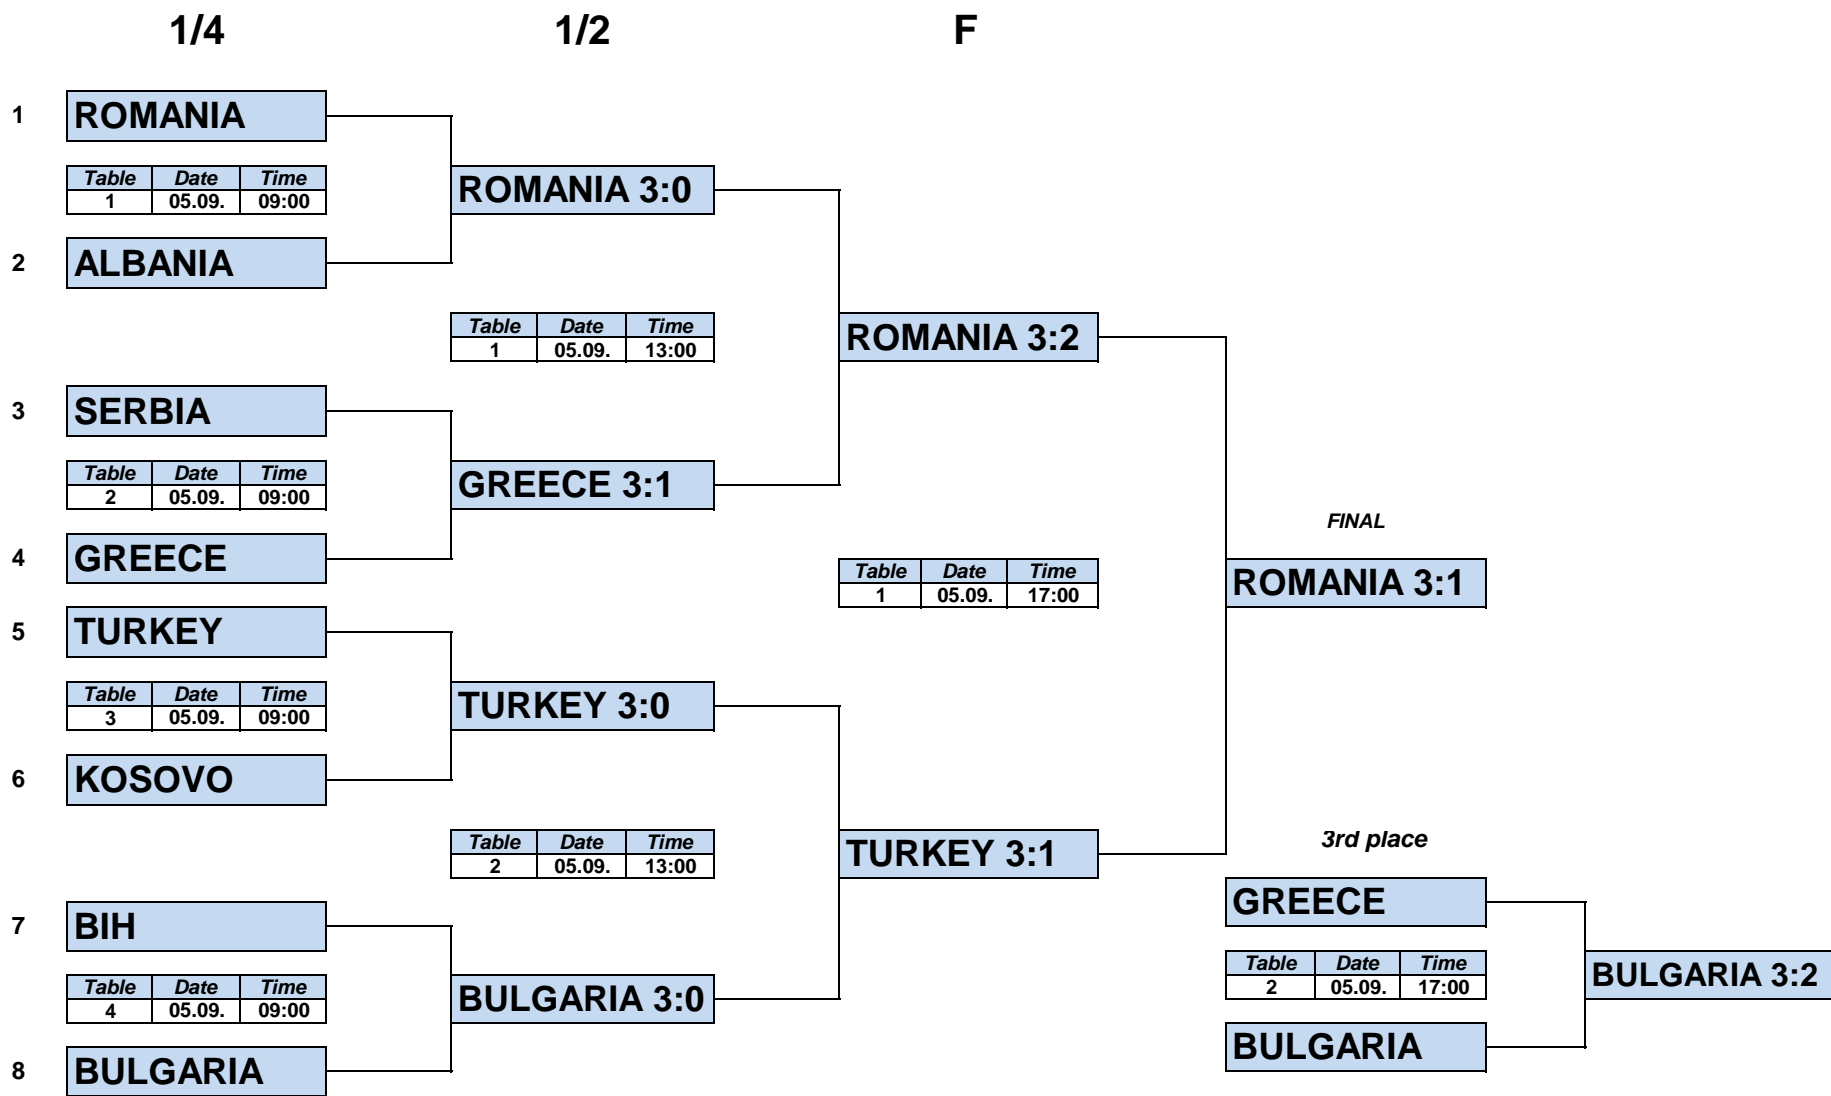 1/4 1/2 F
1 ROMANIA
Table Date Time
1 05.09. 09:00
ROMANIA 3:0
2 ALBANIA
Table Date Time
1 05.09. 13:00
ROMANIA 3:2
3 SERBIA
Table Date Time
2 05.09. 09:00
GREECE 3:1
4 GREECE
FINAL
Table Date Time
1 05.09. 17:00
ROMANIA 3:1
5 TURKEY
Table Date Time
3 05.09. 09:00
TURKEY 3:0
6 KOSOVO
Table Date Time
2 05.09. 13:00
TURKEY 3:1
3rd place
GREECE
7 BIH
Table Date Time
4 05.09. 09:00
BULGARIA 3:0
Table Date Time
2 05.09. 17:00
BULGARIA 3:2
BULGARIA
8 BULGARIA